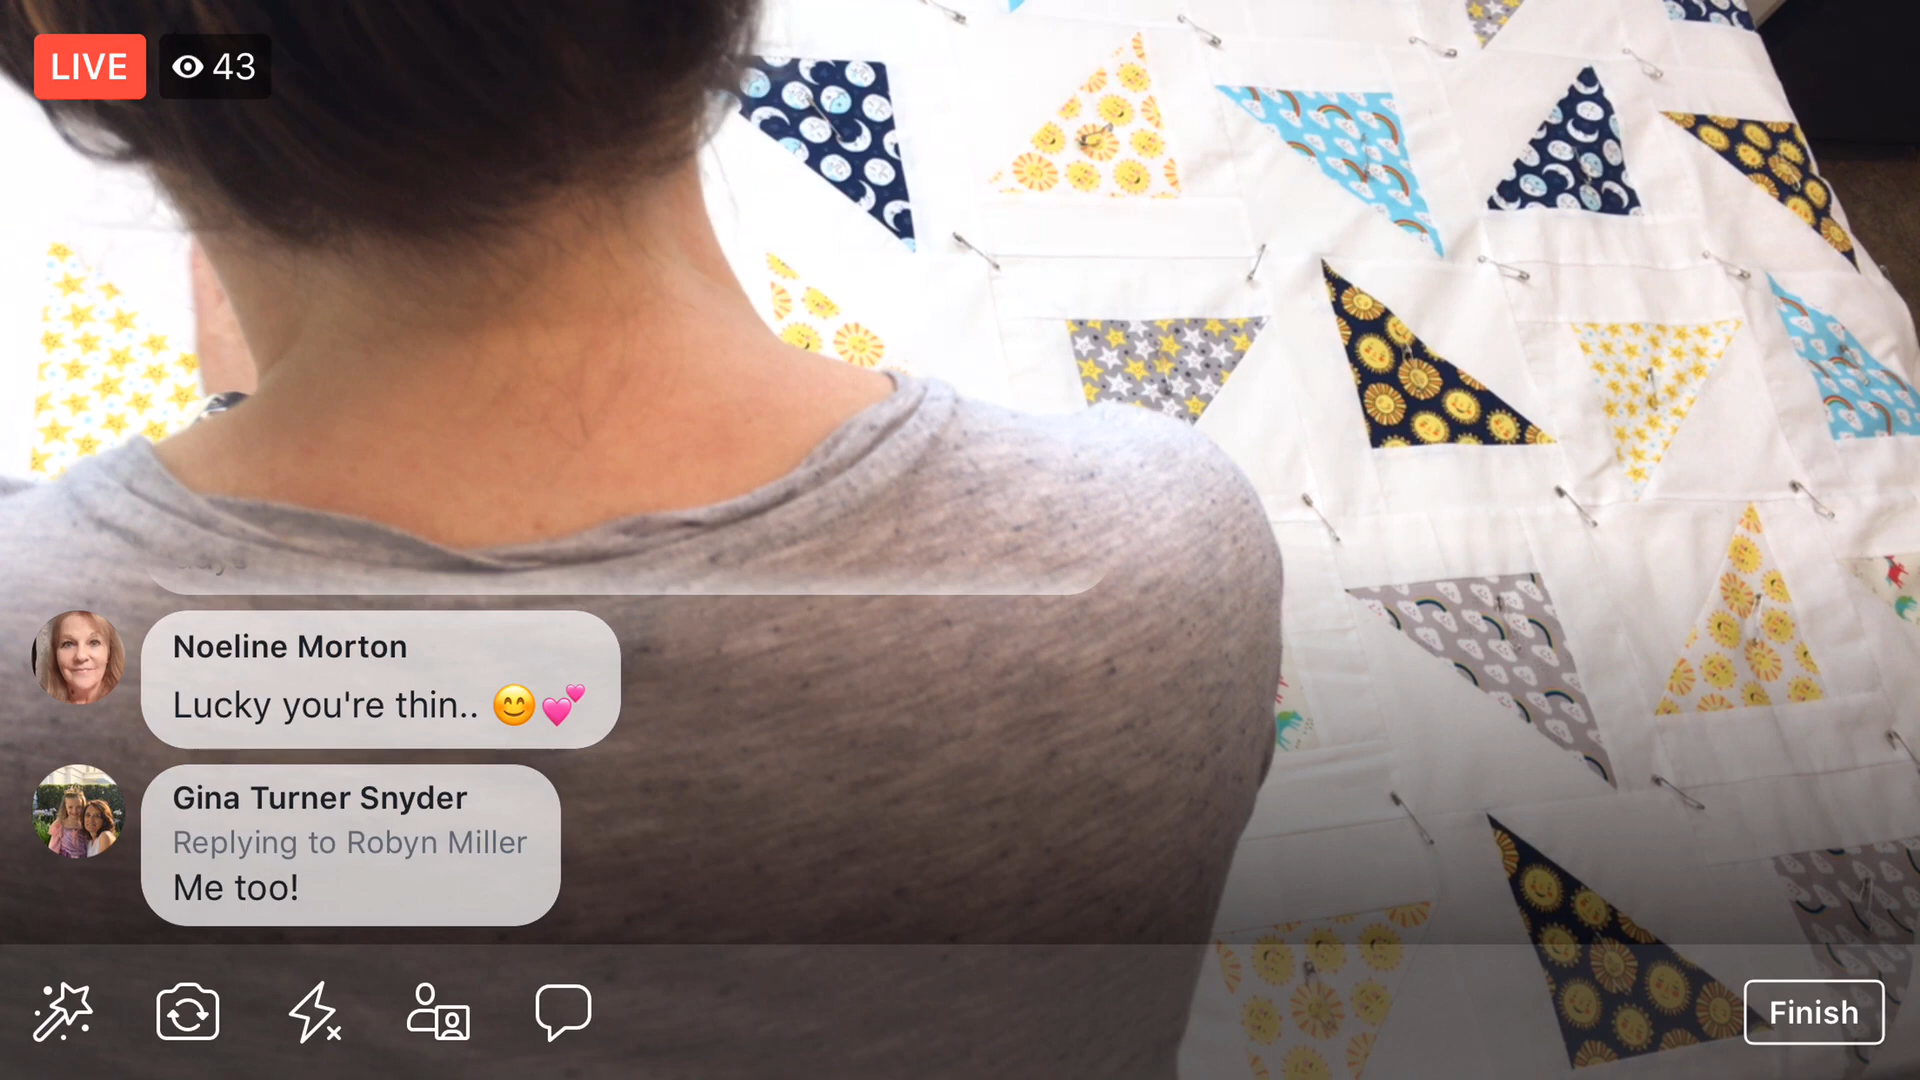 LIVE 43
Noeline Morton
Lucky you're thin.. 😊💕
Gina Turner Snyder
Replying to Robyn Miller
Me too!
Finish